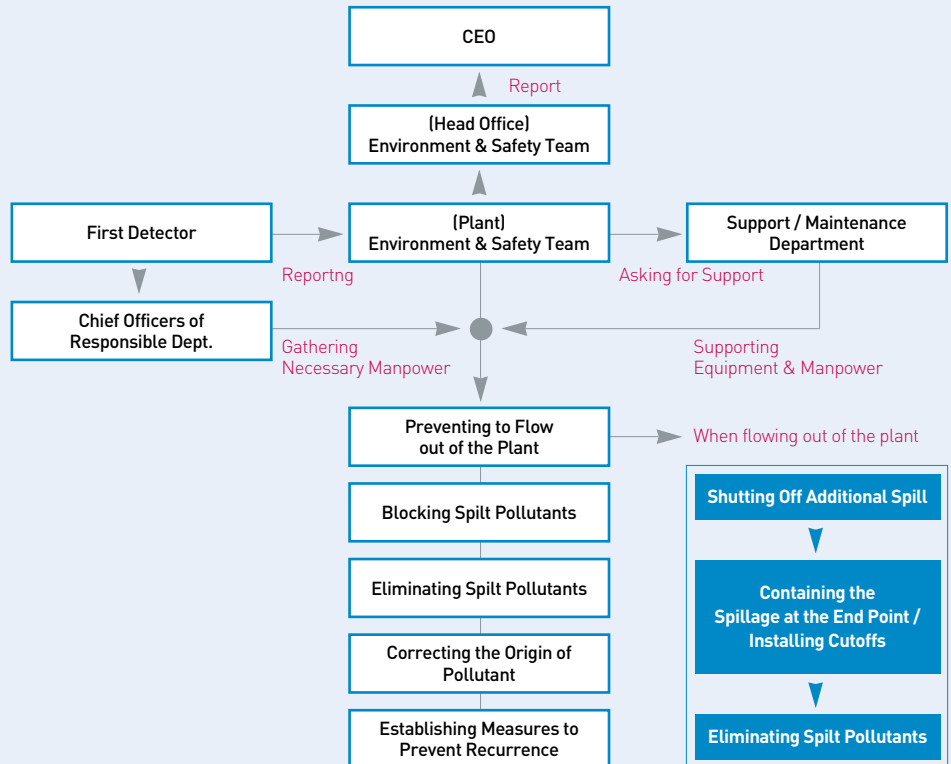 CEO
Report
(Head Office)
Environment & Safety Team
First Detector
(Plant)
Environment & Safety Team
Support / Maintenance
Department
Reportng
Asking for Support
Chief Officers of
Responsible Dept.
Gathering
Necessary Manpower
Supporting
Equipment & Manpower
Preventing to Flow
out of the Plant
When flowing out of the plant
Blocking Spilt Pollutants
Eliminating Spilt Pollutants
Correcting the Origin of
Pollutant
Establishing Measures to
Prevent Recurrence
Shutting Off Additional Spill
Containing the
Spillage at the End Point /
Installing Cutoffs
Eliminating Spilt Pollutants